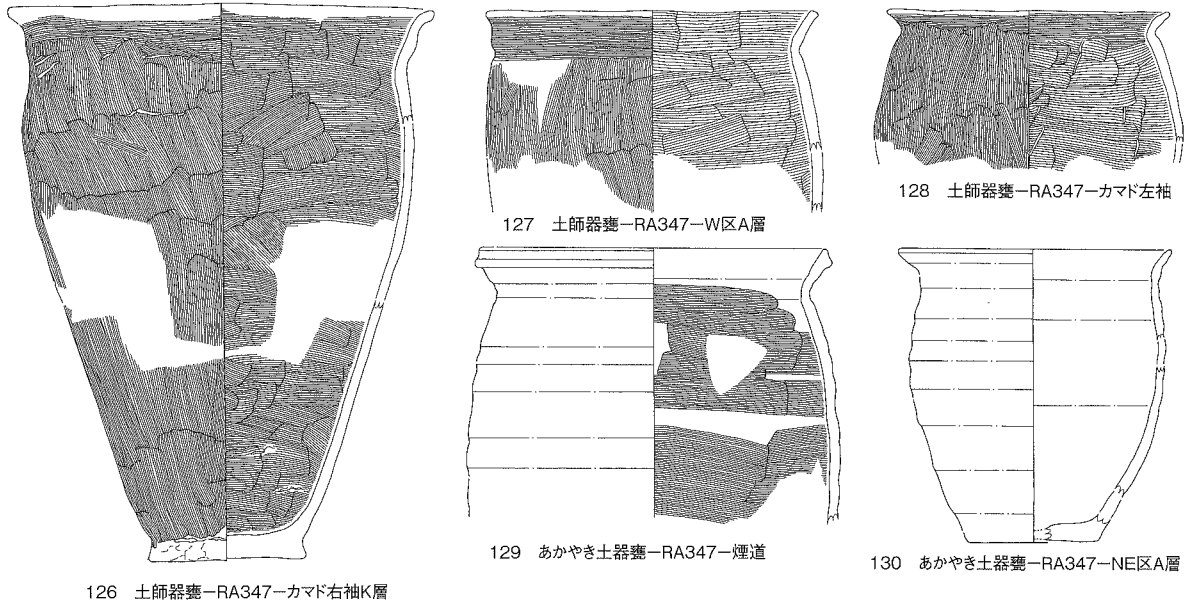 127　土師器甕ーRA347ーW区A層
128　土師器甕ーRA347ーカマド左袖
129　あかやき土器甕ーRA347ー煙道
130　あかやき土器甕ーRA347ーNE区A層
126　土師器甕ーRA347ーカマド右袖K層